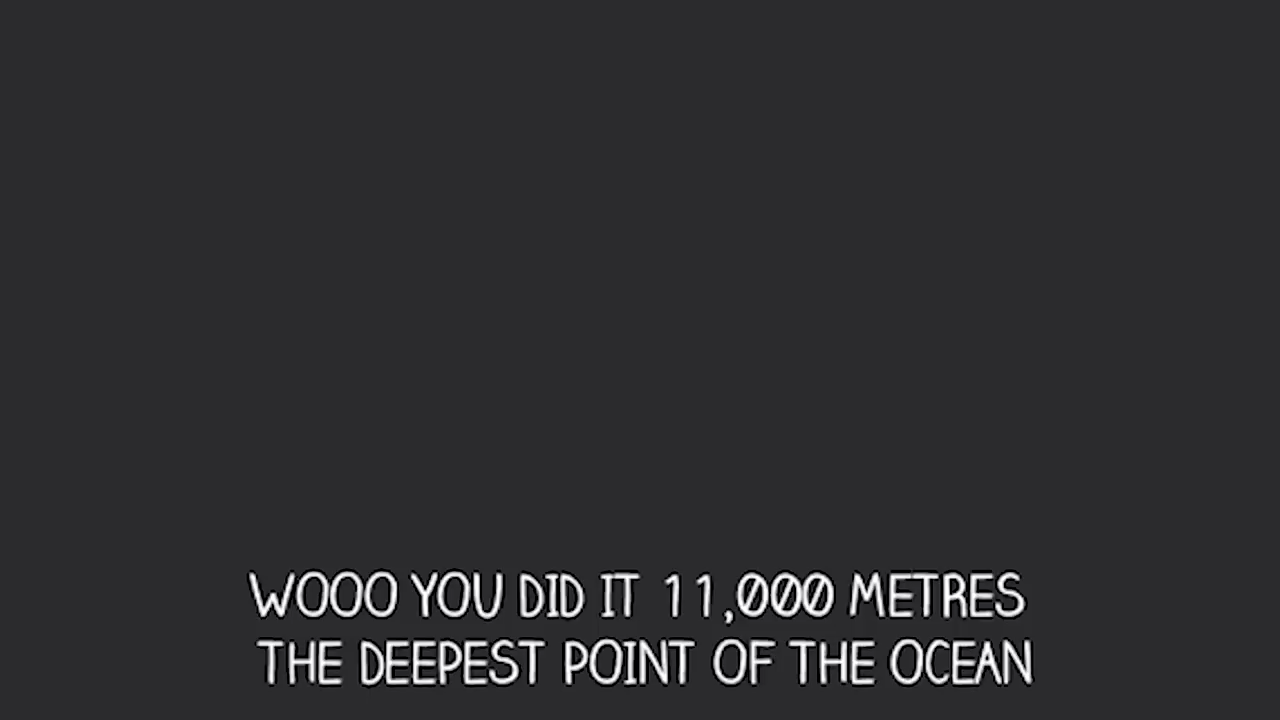 WOOO YOU DID IT 11,000 METRES
THE DEEPEST POINT OF THE OCEAN